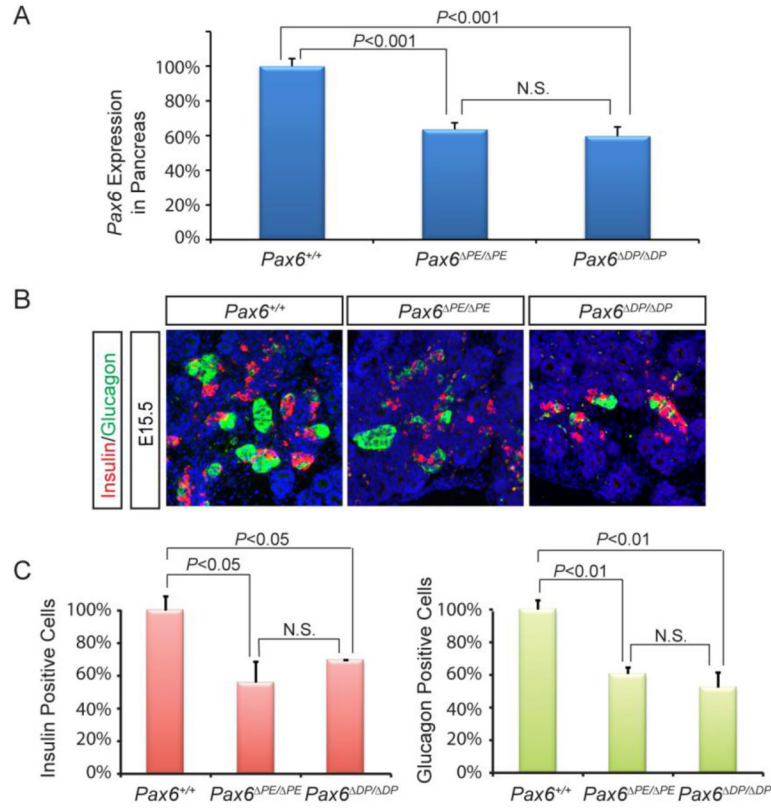 A
P<0.001
P<0.001
N.S.
100%
80%
60%
40%
20%
0%
Pax6 Expression
in Pancreas
Pax6+/+
Pax6ΔPE/ΔPE
Pax6ΔDP/ΔDP
B
Pax6+/+
Pax6ΔPE/ΔPE
Pax6ΔDP/ΔDP
Insulin/Glucagon
E15.5
C
P<0.05
P<0.05
N.S.
Insulin Positive Cells
100%
80%
60%
40%
20%
0%
Pax6+/+
Pax6ΔPE/ΔPE
Pax6ΔDP/ΔDP
P<0.01
P<0.01
N.S.
Glucagon Positive Cells
100%
80%
60%
40%
20%
0%
Pax6+/+
Pax6ΔPE/ΔPE
Pax6ΔDP/ΔDP